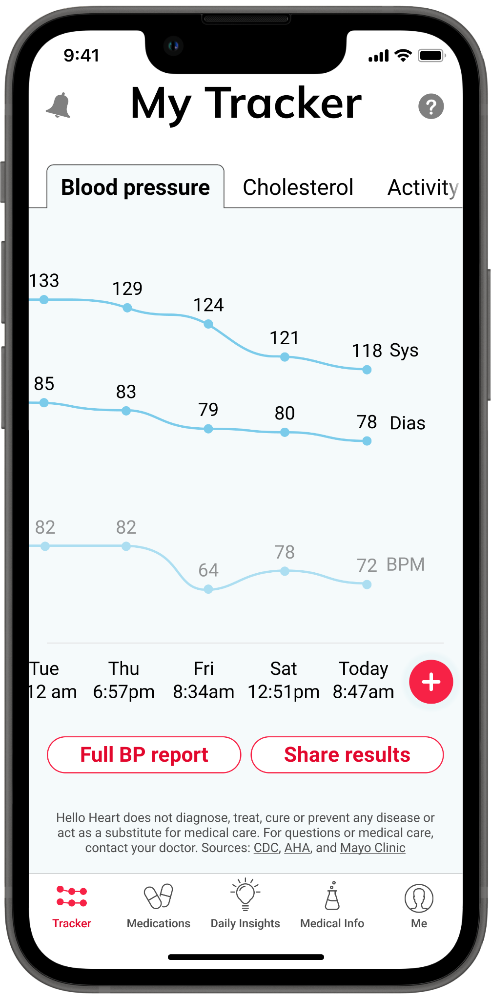 9:41
My Tracker
?
Blood pressure Cholesterol Activity
133 129 124 121 118 Sys
85 83 79 80 78 Dias
82 82 64 78 72 BPM
Tue Thu Fri Sat Today
12 am 6:57pm 8:34am 12:51pm 8:47am
+
Full BP report Share results
Hello Heart does not diagnose, treat, cure or prevent any disease or
act as a substitute for medical care. For questions or medical care,
contact your doctor. Sources: CDC, AHA, and Mayo Clinic
Tracker Medications Daily Insights Medical Info Me